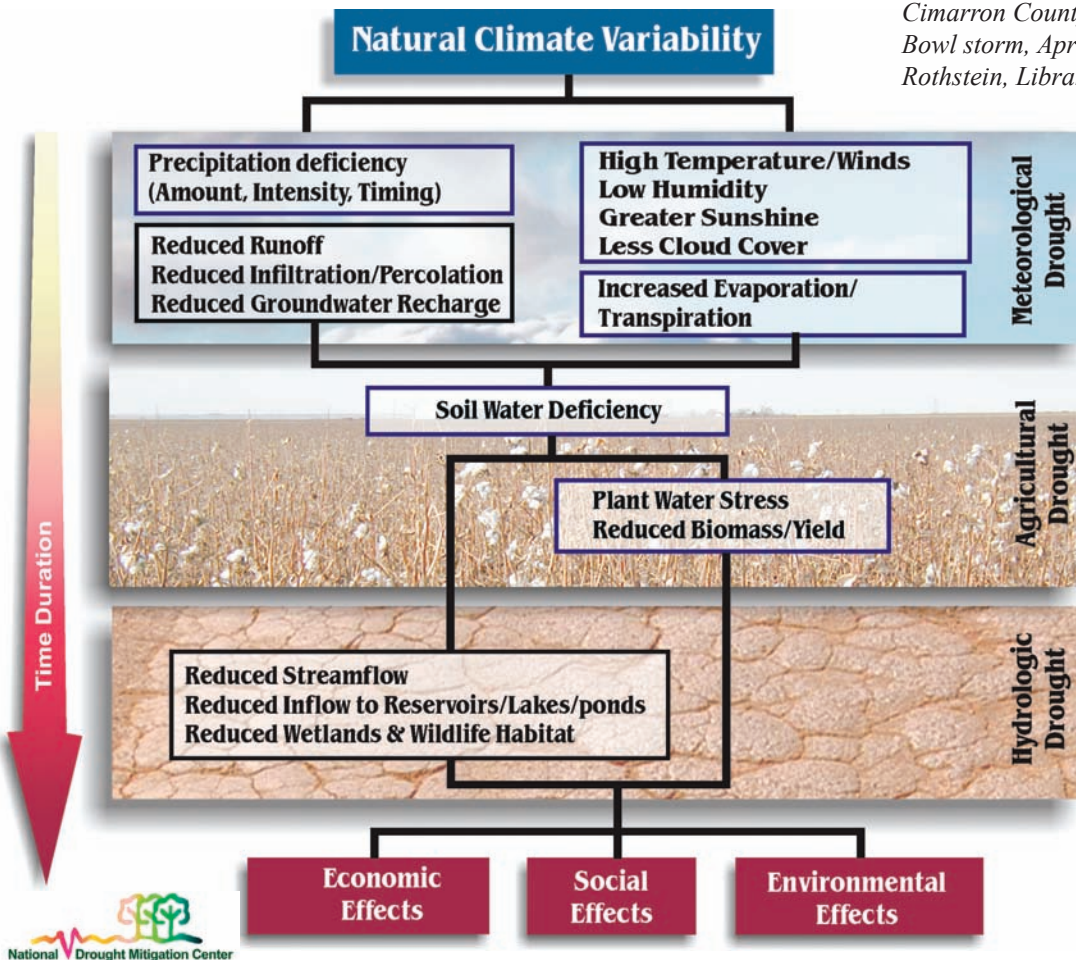 Cimarron Count
Bowl storm, Apr
Rothstein, Libra
Natural Climate Variability
Precipitation deficiency
(Amount, Intensity, Timing)
Reduced Runoff
Reduced Infiltration/Percolation
Reduced Groundwater Recharge
High Temperature/Winds
Low Humidity
Greater Sunshine
Less Cloud Cover
Increased Evaporation/
Transpiration
Meteorological
Drought
Soil Water Deficiency
Plant Water Stress
Reduced Biomass/Yield
Agricultural
Drought
Time Duration
Reduced Streamflow
Reduced Inflow to Reservoirs/Lakes/ponds
Reduced Wetlands & Wildlife Habitat
Hydrologic
Drought
Economic
Effects
Social
Effects
Environmental
Effects
National Drought Mitigation Center